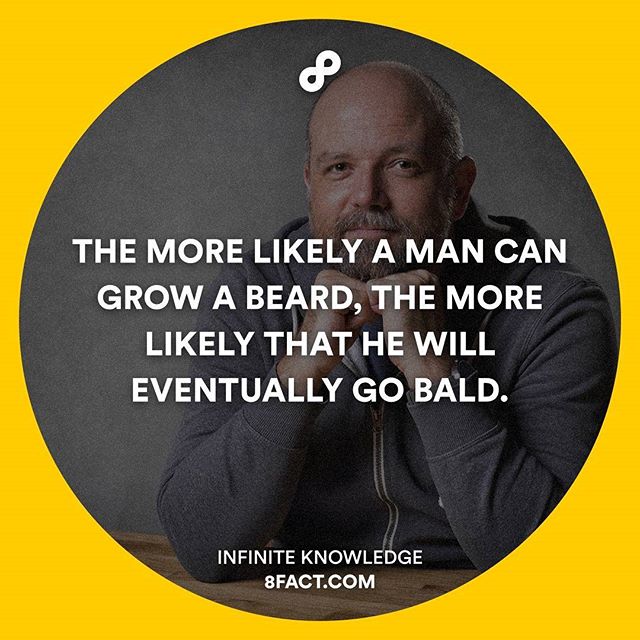 THE MORE LIKELY A MAN CAN
GROW A BEARD, THE MORE
LIKELY THAT HE WILL
EVENTUALLY GO BALD.
INFINITE KNOWLEDGE
8FACT.COM